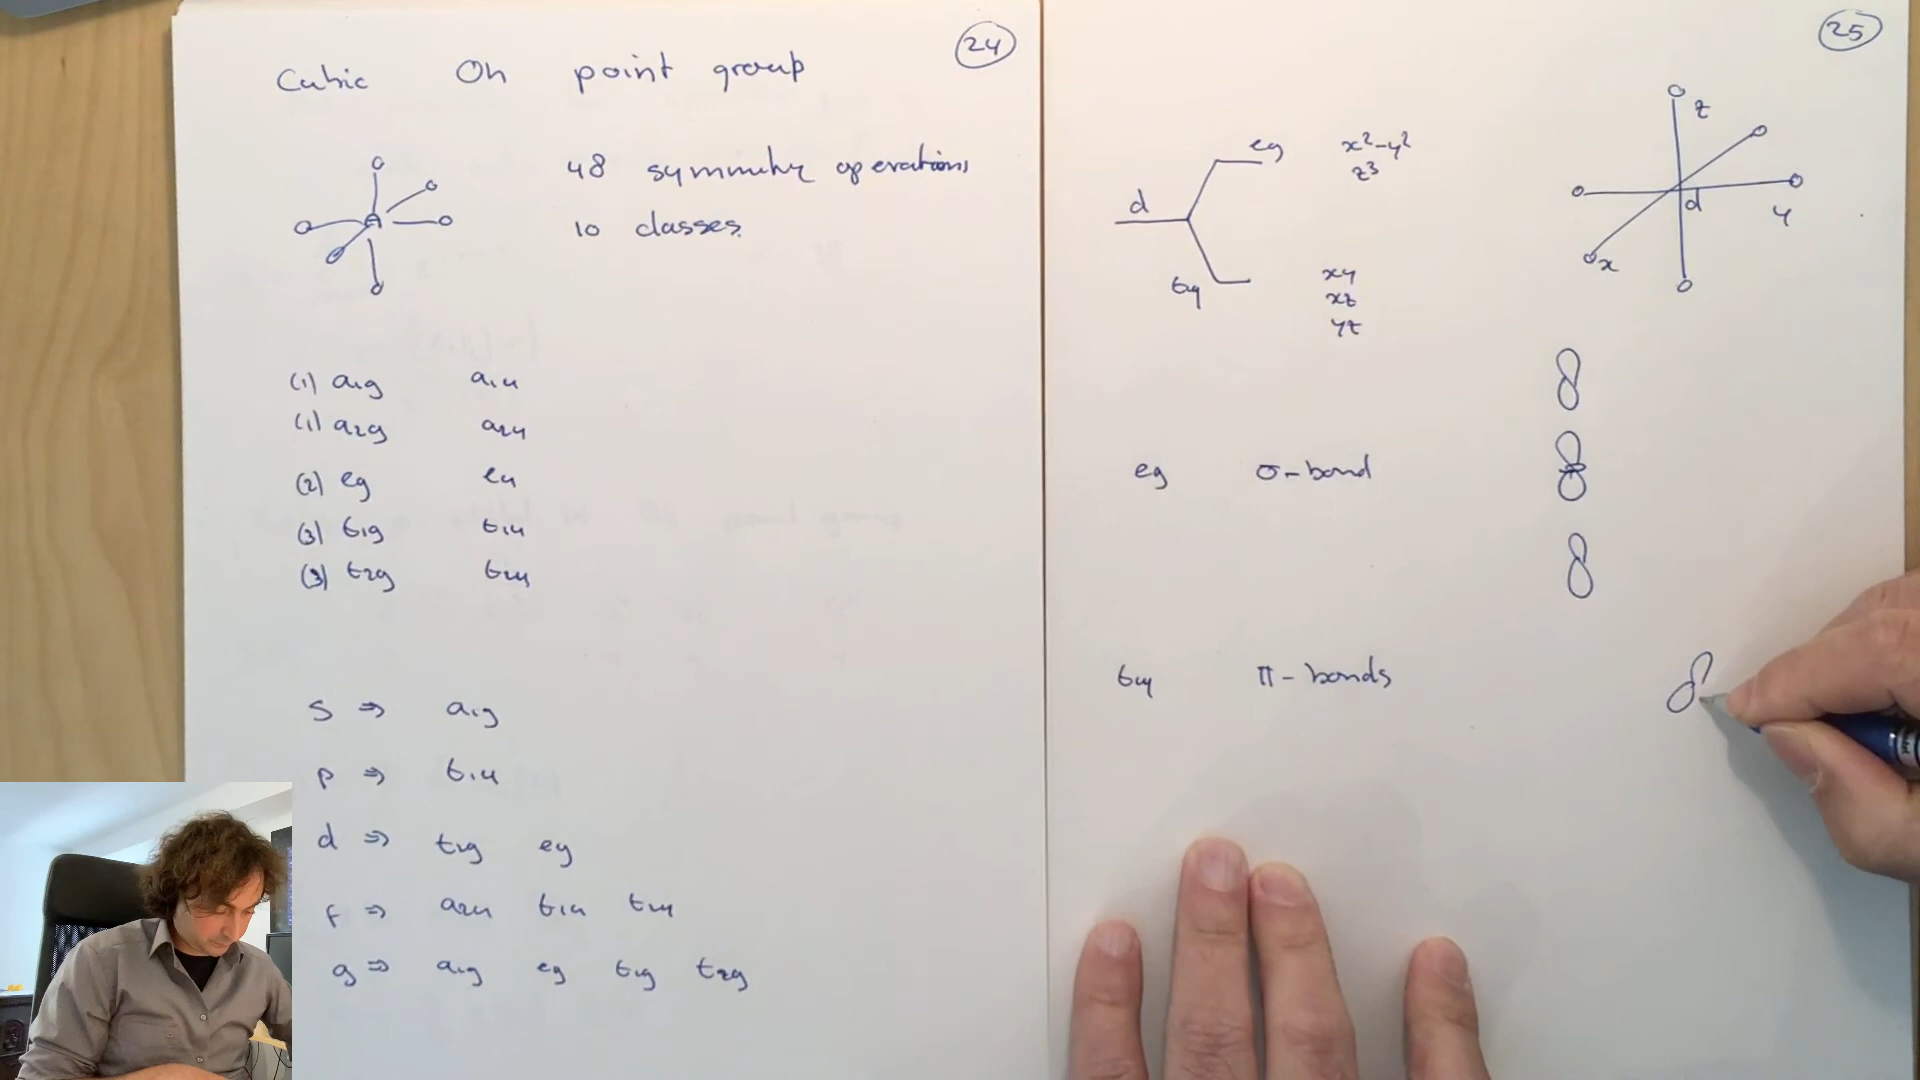 24
Cubic Oh point group
48 symmetry operations
10 classes.
(1) a1g a1u
(1) a2g a2u
(2) eg eu
(3) t1g t1u
(3) t2g t2u
s ⇒ a1g
p ⇒ t1u
d ⇒ t2g eg
f ⇒ a2u t1u t2u
g ⇒ a1g eg t1g t2g
25
d
eg x²-y²
z³
t2g xy
xz
yz
z
d
y
x
eg σ-bond
t2g π-bonds